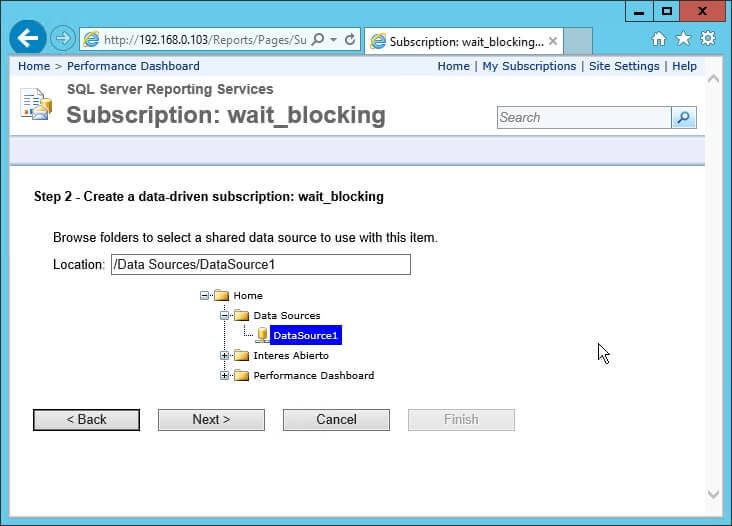 http://192.168.0.103/Reports/Pages/Su
Subscription: wait_blocking...
Home > Performance Dashboard
Home | My Subscriptions | Site Settings | Help
SQL Server Reporting Services
Subscription: wait_blocking
Search
Step 2 - Create a data-driven subscription: wait_blocking
Browse folders to select a shared data source to use with this item.
Location: /Data Sources/DataSource1
Home
Data Sources
DataSource1
Interes Abierto
Performance Dashboard
< Back Next > Cancel Finish